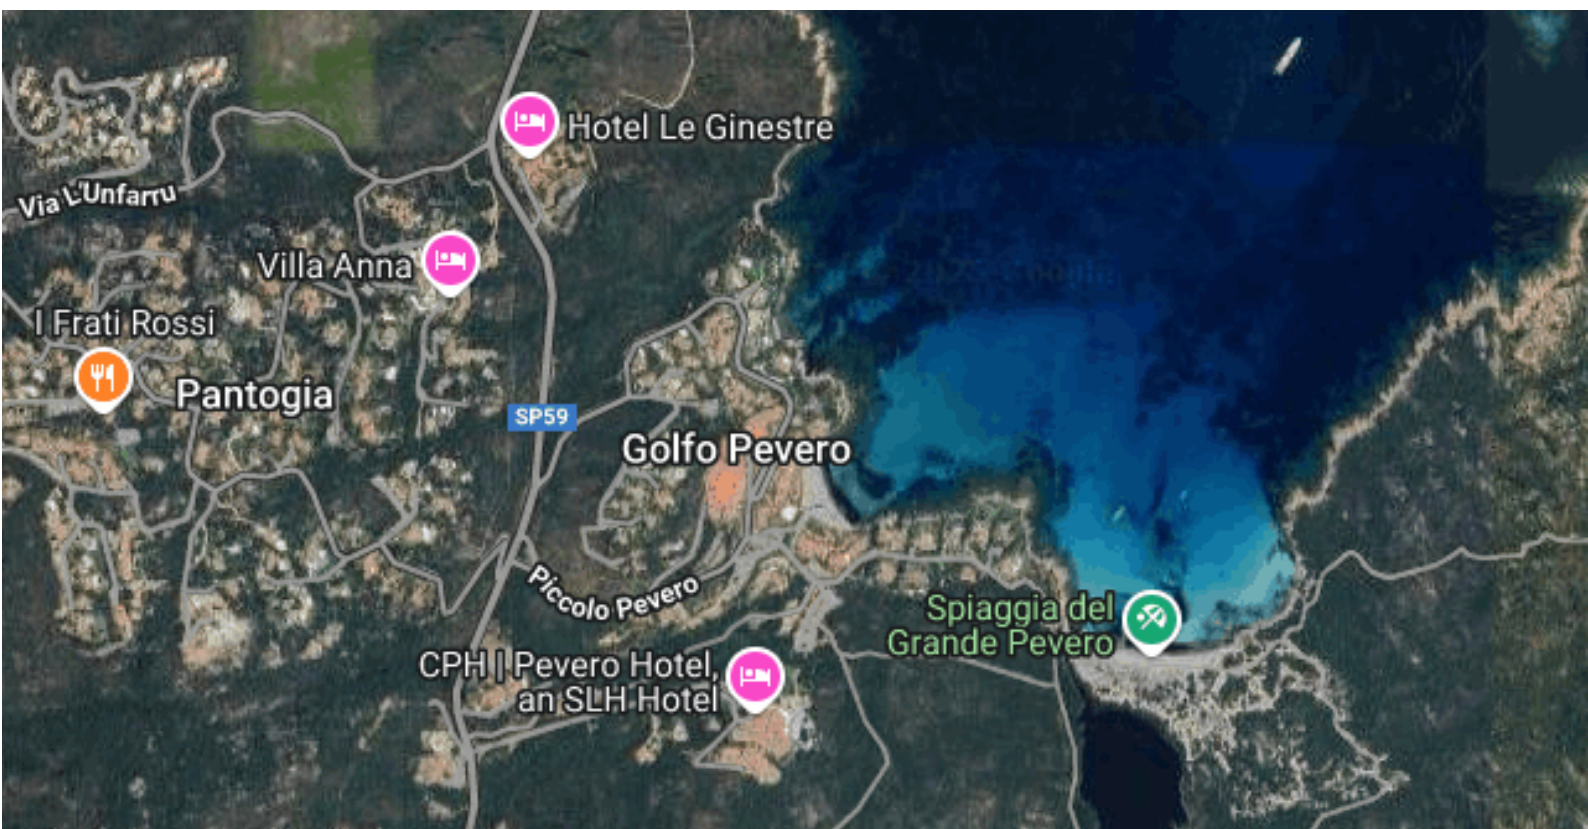 Hotel Le Ginestre
Via L'Unfarru
Villa Anna
I Frati Rossi
Pantogia
SP59
Golfo Pevero
Piccolo Pevero
Spiaggia del
Grande Pevero
CPH | Pevero Hotel,
an SLH Hotel